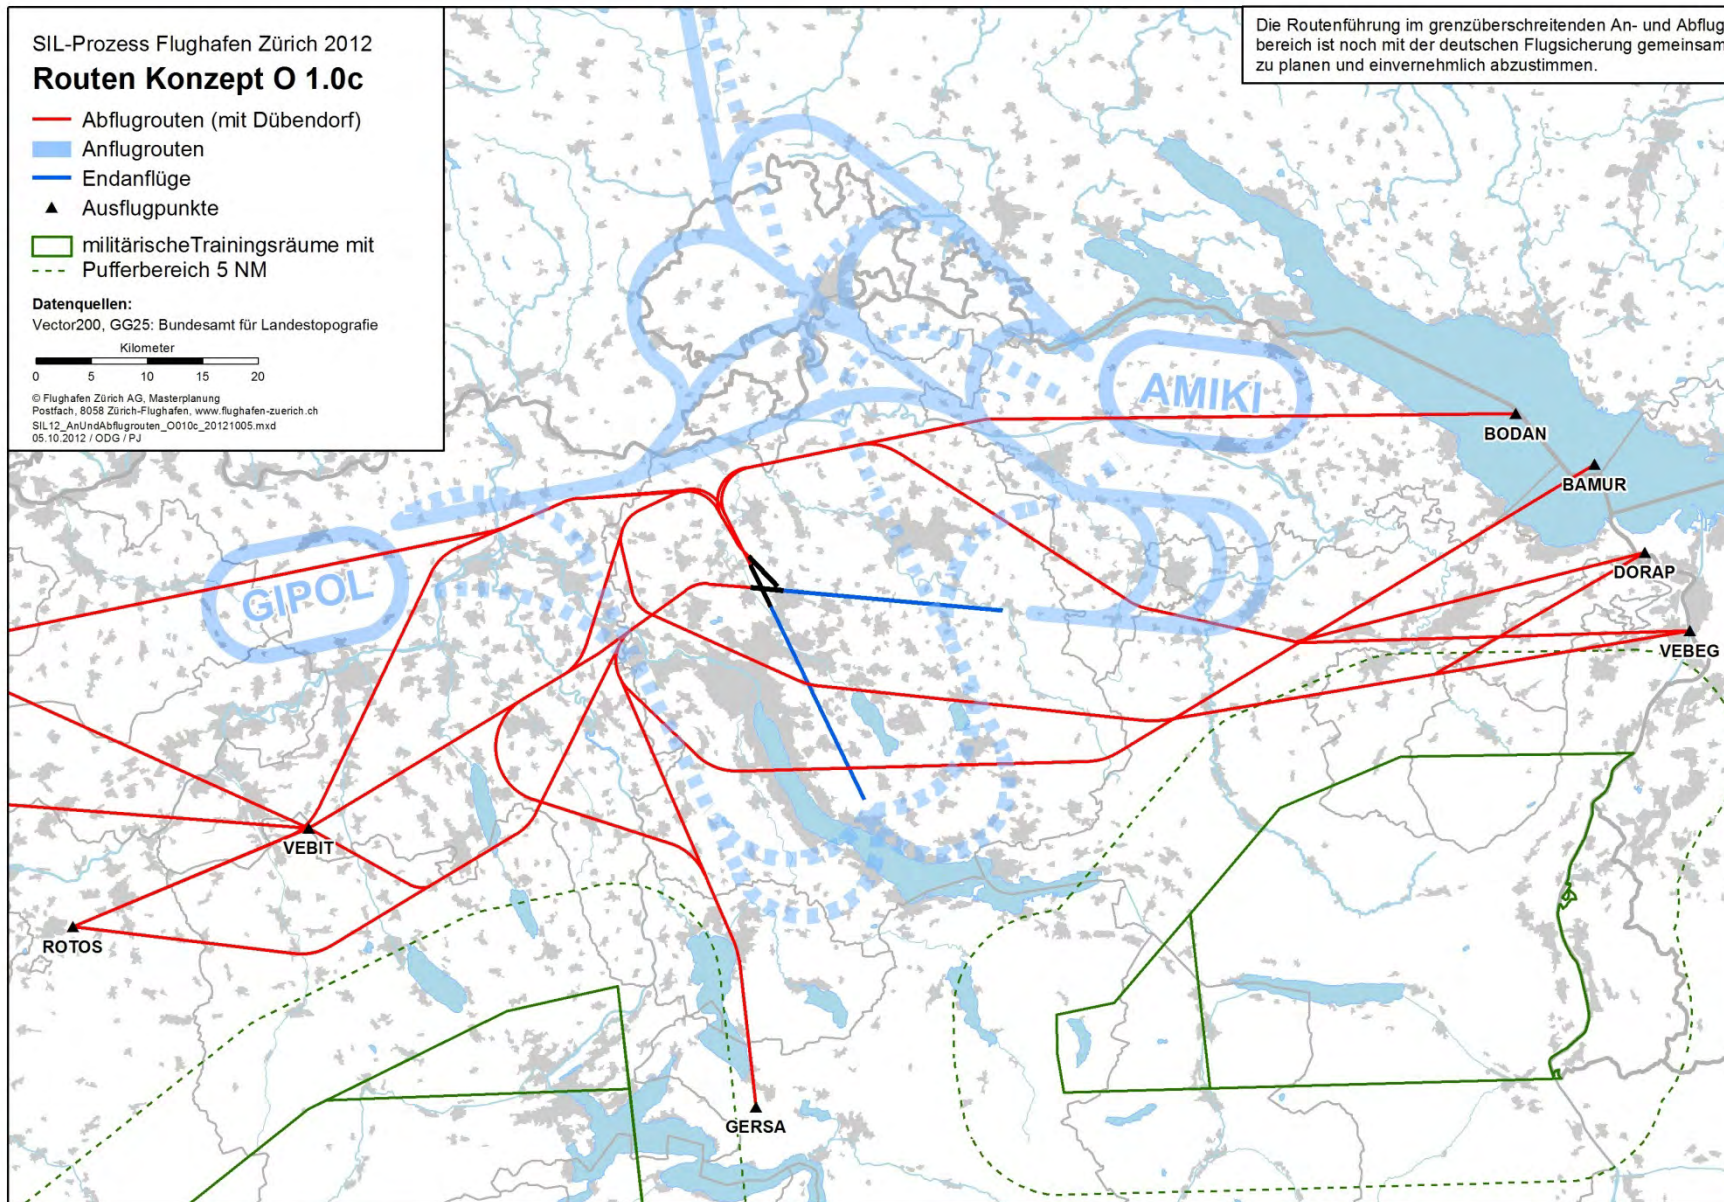 SIL-Prozess Flughafen Zürich 2012
Routen Konzept O 1.0c
Abflugrouten (mit Dübendorf)
Anflugrouten
Endanflüge
Ausflugpunkte
militärischeTrainingsräume mit
Pufferbereich 5 NM
Datenquellen:
Vector200, GG25: Bundesamt für Landestopografie
Kilometer
0 5 10 15 20
© Flughafen Zürich AG, Masterplanung
Postfach, 8058 Zürich-Flughafen, www.flughafen-zuerich.ch
SIL12_AnUndAbflugrouten_O010c_20121005.mxd
05.10.2012 / ODG / PJ
Die Routenführung im grenzüberschreitenden An- und Abflug
bereich ist noch mit der deutschen Flugsicherung gemeinsam
zu planen und einvernehmlich abzustimmen.
AMIKI
BODAN
BAMUR
DORAP
GIPOL
VEBEG
VEBIT
ROTOS
GERSA